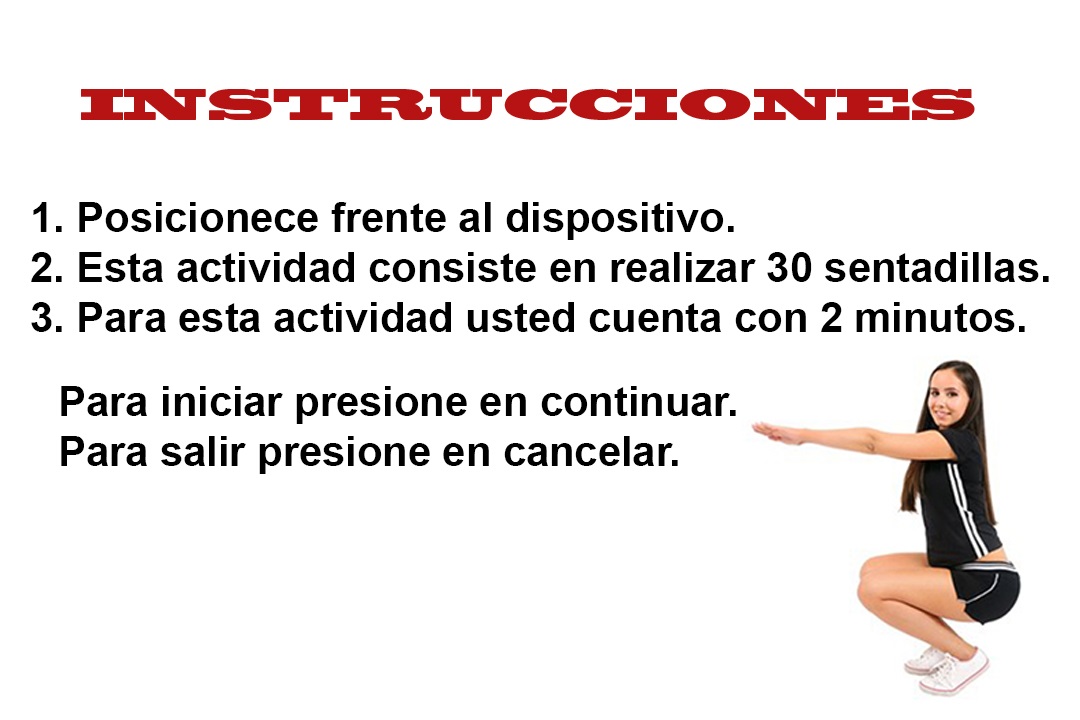 INSTRUCCIONES
1. Posicionece frente al dispositivo.
2. Esta actividad consiste en realizar 30 sentadillas.
3. Para esta actividad usted cuenta con 2 minutos.
Para iniciar presione en continuar.
Para salir presione en cancelar.